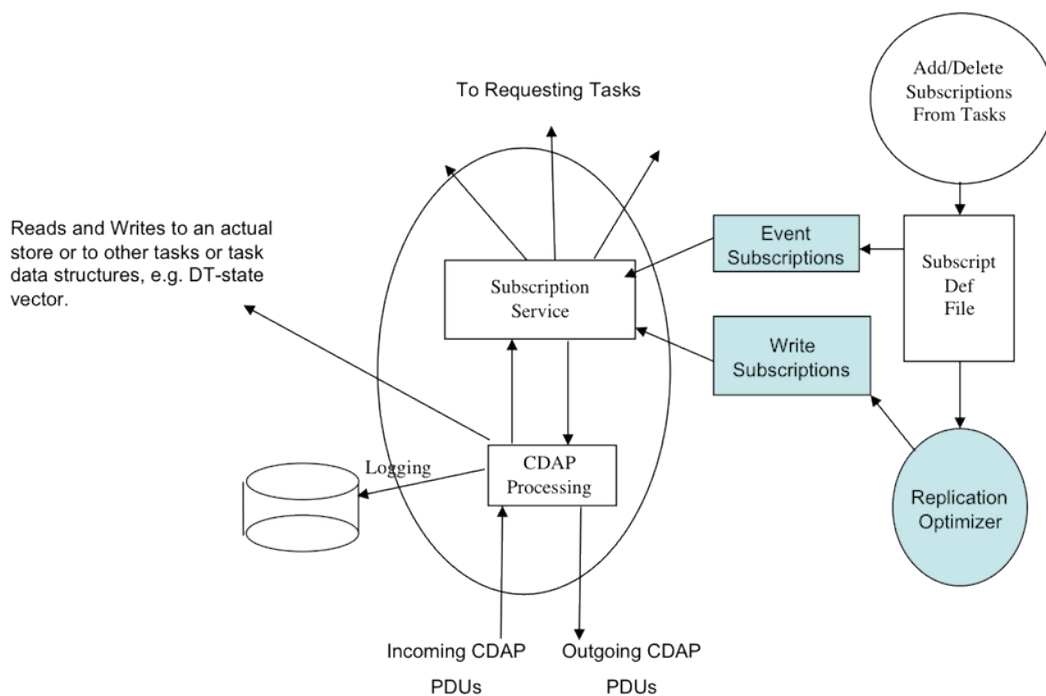 Add/Delete
Subscriptions
From Tasks
To Requesting Tasks
Reads and Writes to an actual
store or to other tasks or task
data structures, e.g. DT-state
vector.
Event
Subscriptions
Subscript
Def
File
Subscription
Service
Write
Subscriptions
Logging
CDAP
Processing
Replication
Optimizer
Incoming CDAP
PDUs
Outgoing CDAP
PDUs